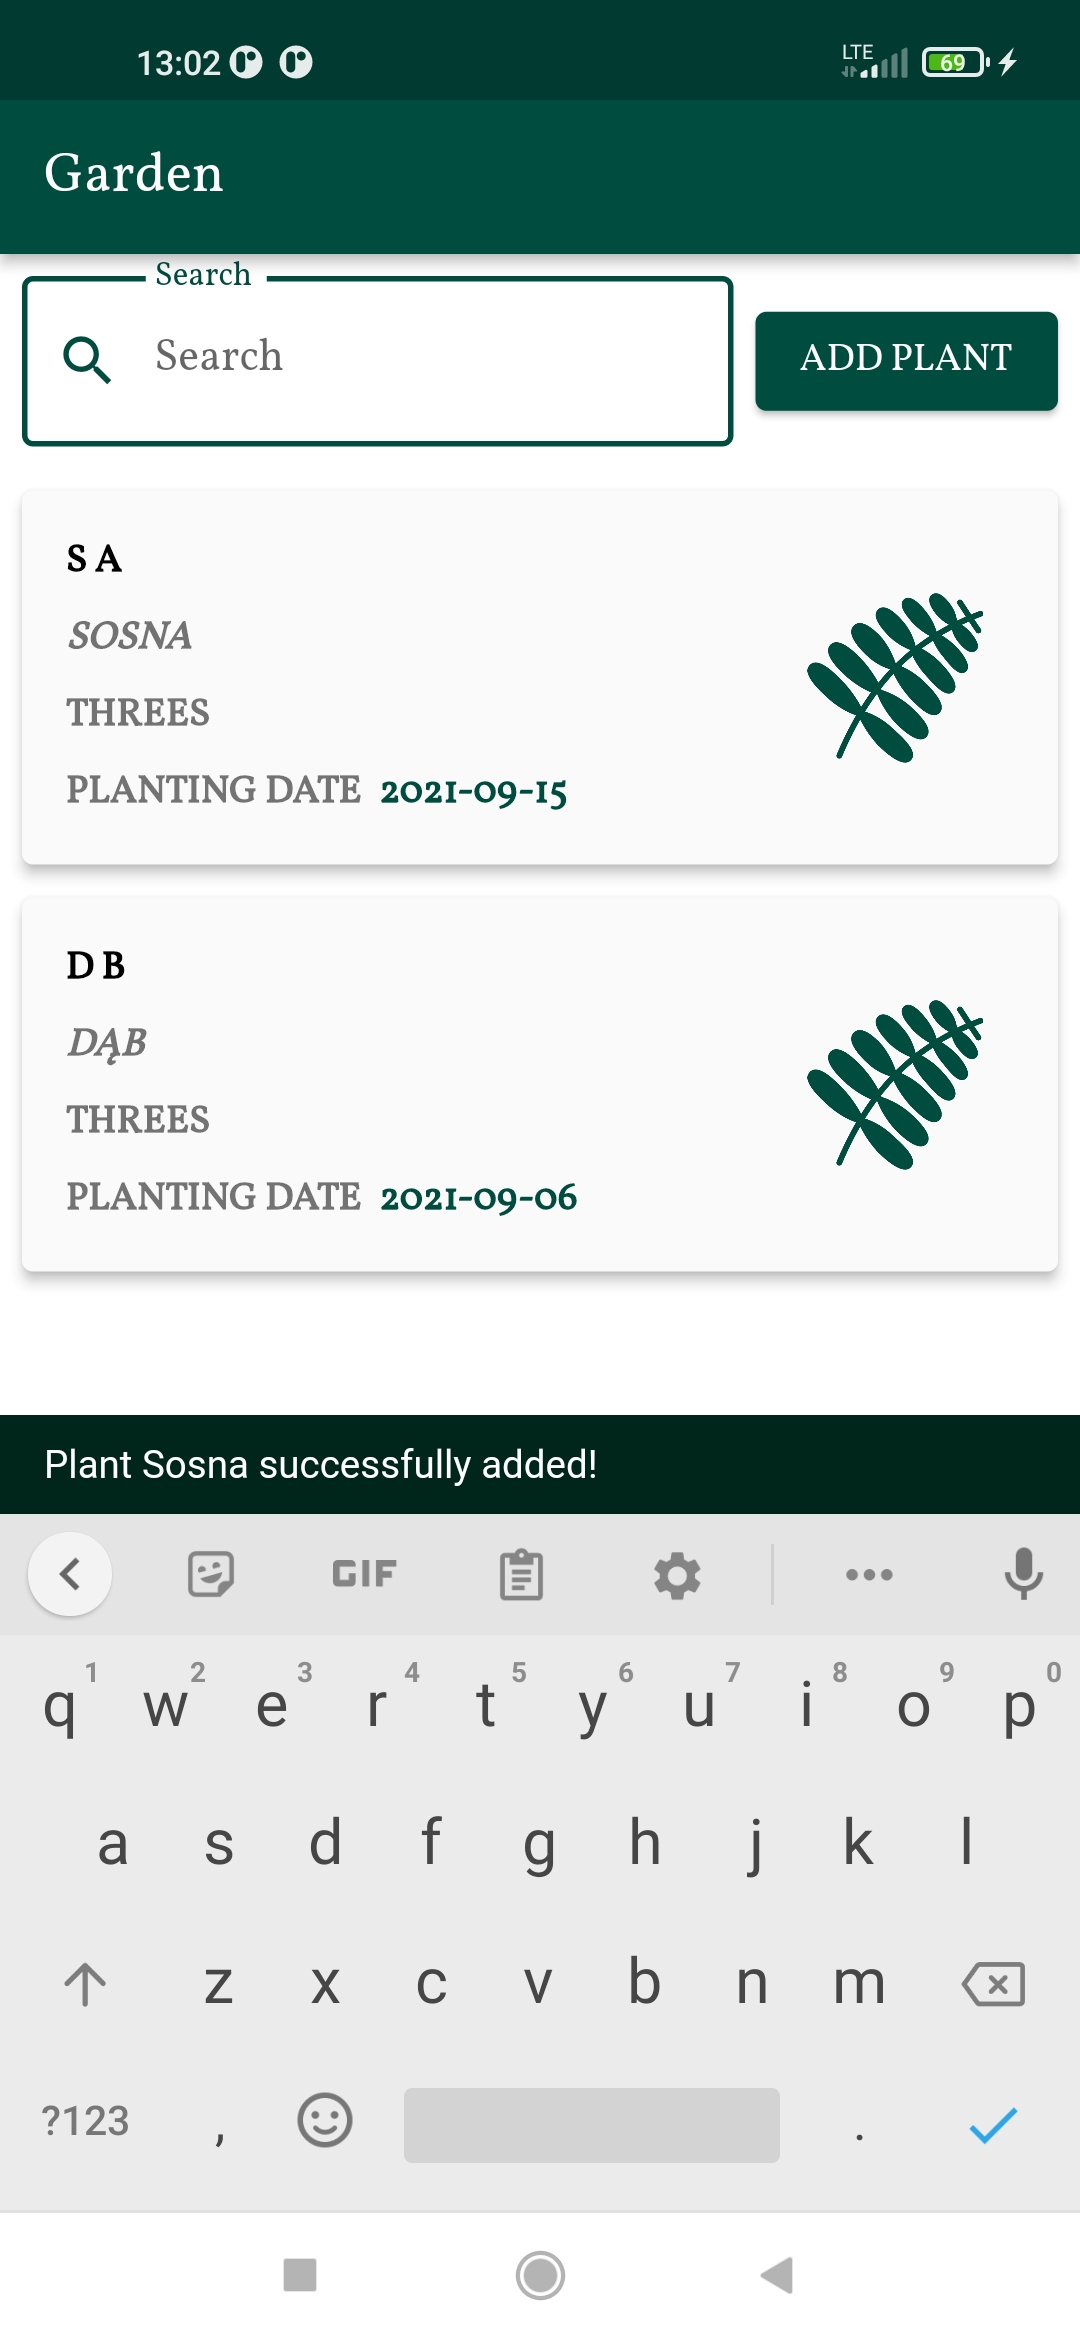 13:02 LTE 69
Garden
Search
Search
ADD PLANT
S A
SOSNA
THREES
PLANTING DATE 2021-09-15
D B
DĄB
THREES
PLANTING DATE 2021-09-06
Plant Sosna successfully added!
GIF
1 2 3 4 5 6 7 8 9 0
q w e r t y u i o p
a s d f g h j k l
z x c v b n m
?123 , .